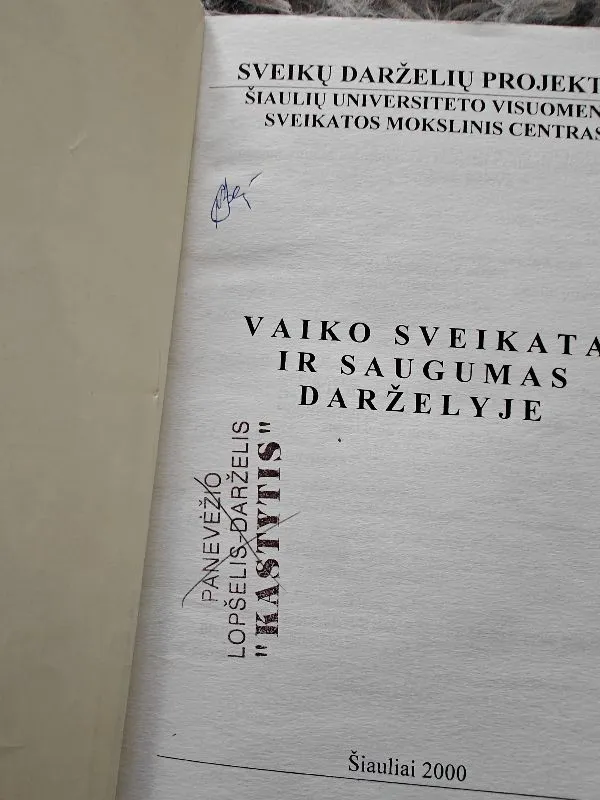 SVEIKŲ DARŽELIŲ PROJEKT
ŠIAULIŲ UNIVERSITETO VISUOMEN
SVEIKATOS MOKSLINIS CENTRAS
VAIKO SVEIKATA
IR SAUGUMAS
DARŽELYJE
PANEVĖŽIO
LOPŠELIS-DARŽELIS
"KASTYTIS"
Šiauliai 2000